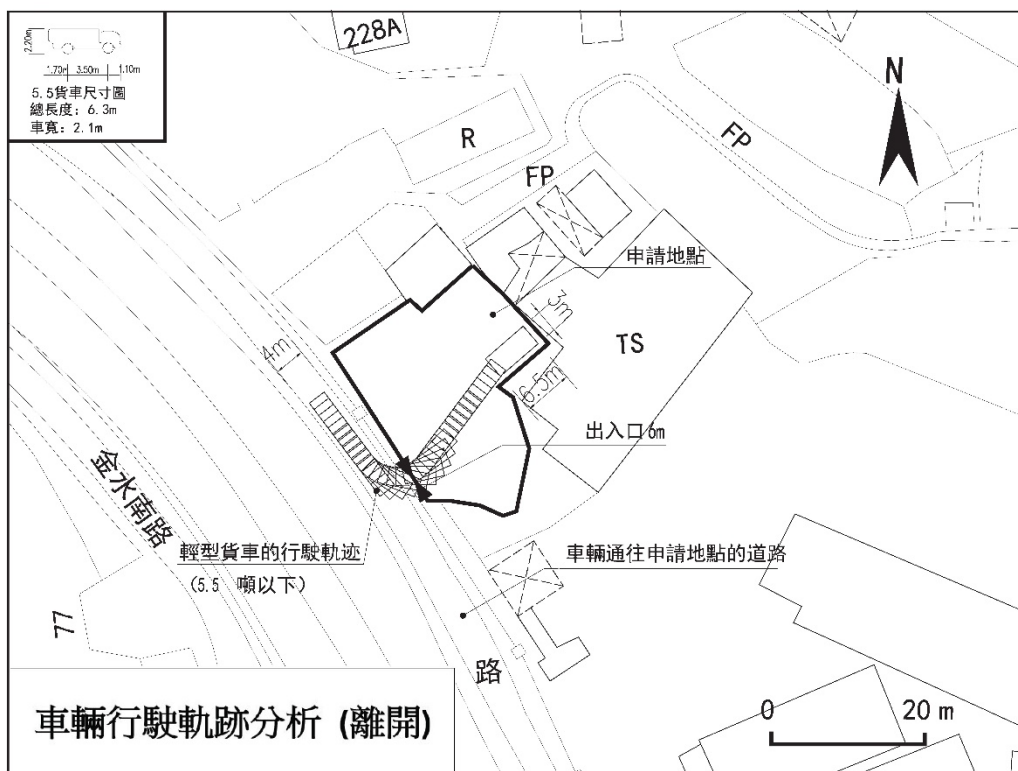 228A
2.20m
1.70m 3.50m 1.10m
5.5貨車尺寸圖
總長度: 6.3m
車寬: 2.1m
N
R
FP
FP
申請地點
3m
TS
4m
6.5m
出入口6m
金水南路
輕型貨車的行駛軌迹
(5.5 噸以下)
車輛通往申請地點的道路
77
路
車輛行駛軌跡分析 (離開)
0 20 m